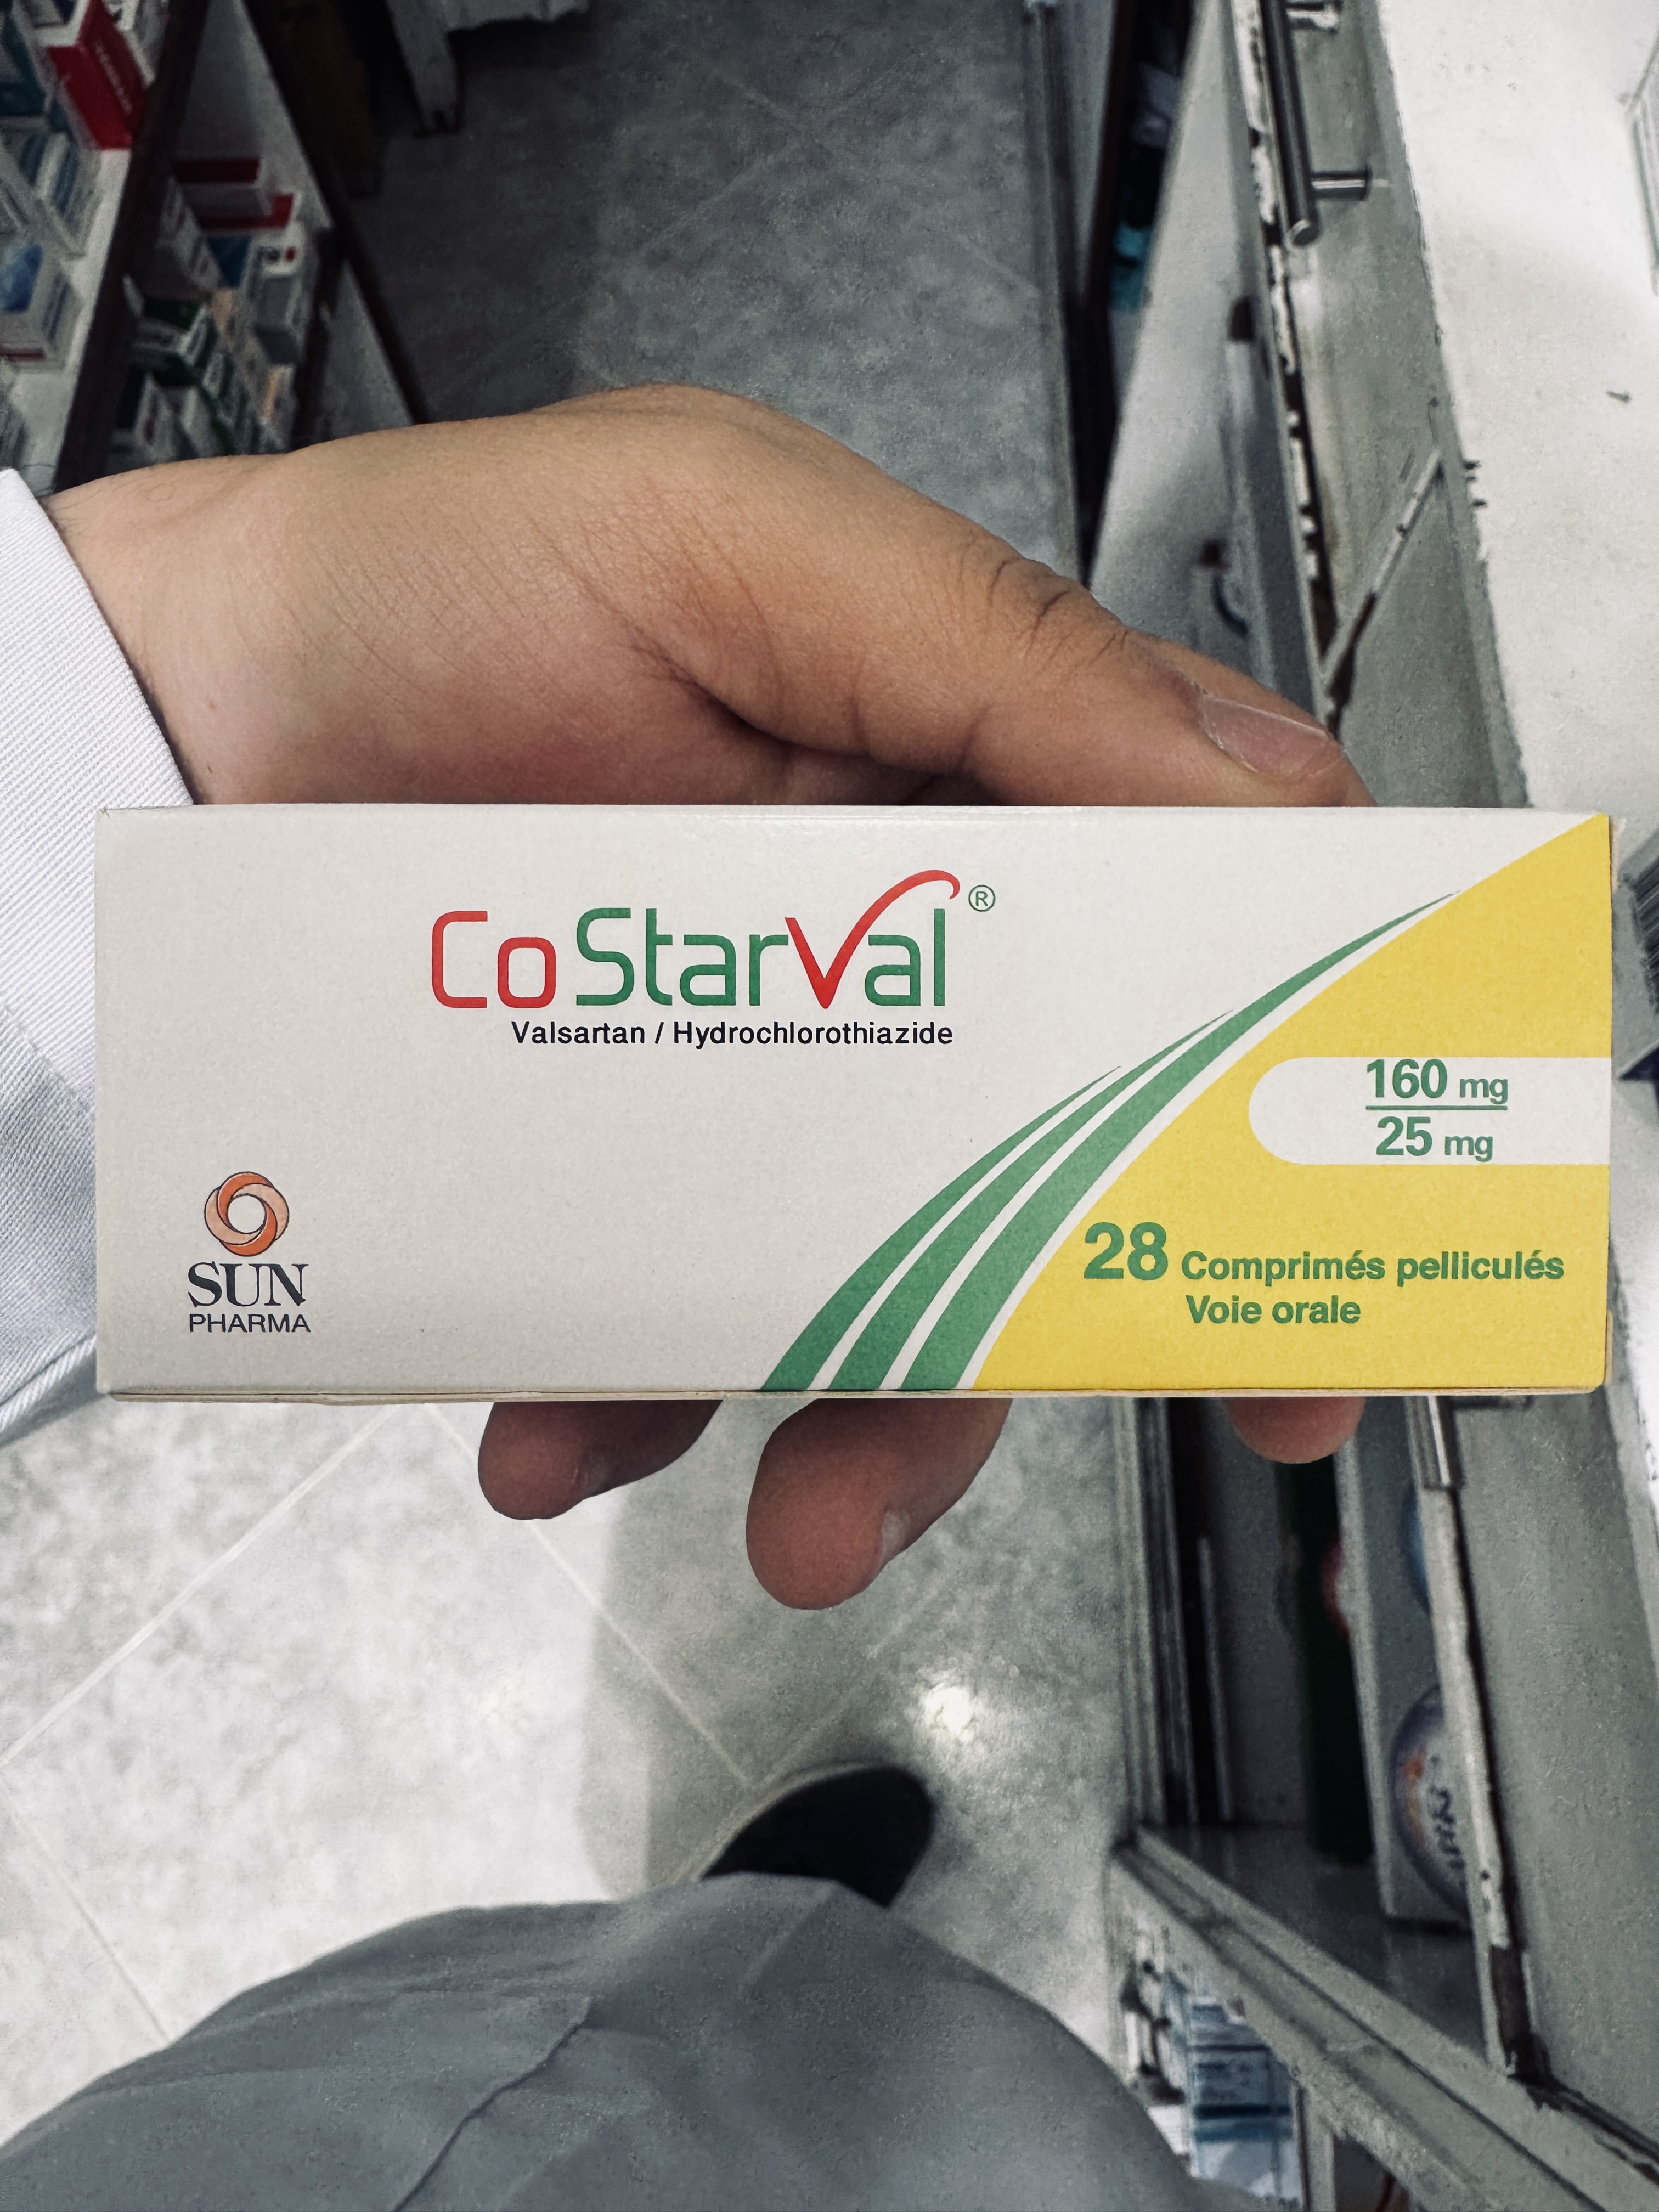 CoStarval®
Valsartan / Hydrochlorothiazide
160 mg
25 mg
28 Comprimés pelliculés
Voie orale
SUN
PHARMA